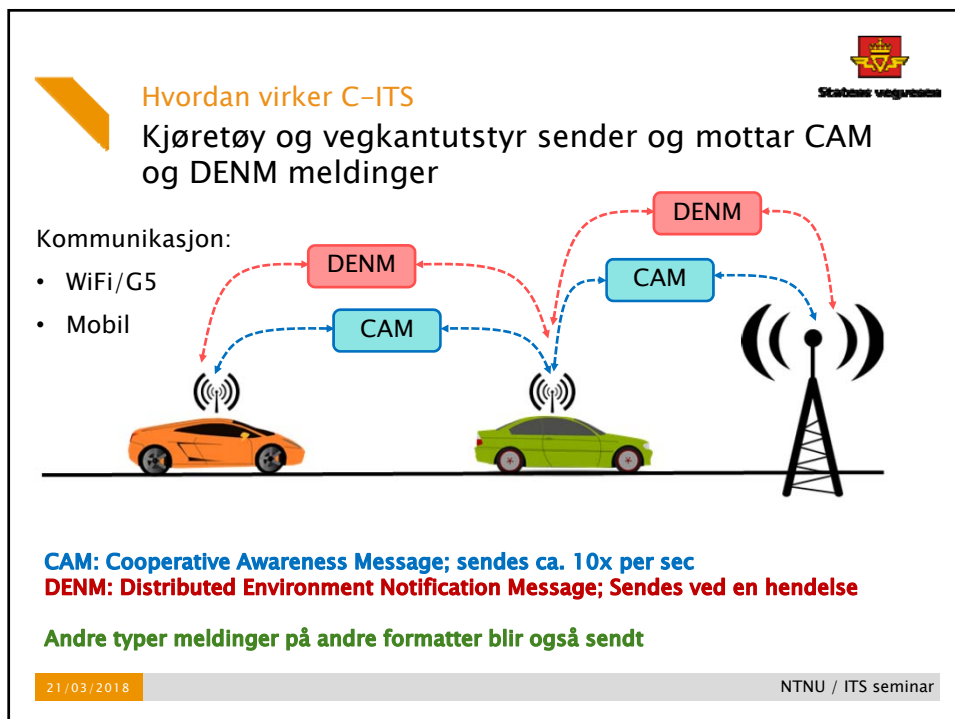 Statens vegvesen
Hvordan virker C-ITS
Kjøretøy og vegkantutstyr sender og mottar CAM
og DENM meldinger
Kommunikasjon:
• WiFi/G5
• Mobil
DENM
CAM
DENM
CAM
CAM: Cooperative Awareness Message; sendes ca. 10x per sec
DENM: Distributed Environment Notification Message; Sendes ved en hendelse
Andre typer meldinger på andre formatter blir også sendt
21/03/2018
NTNU / ITS seminar